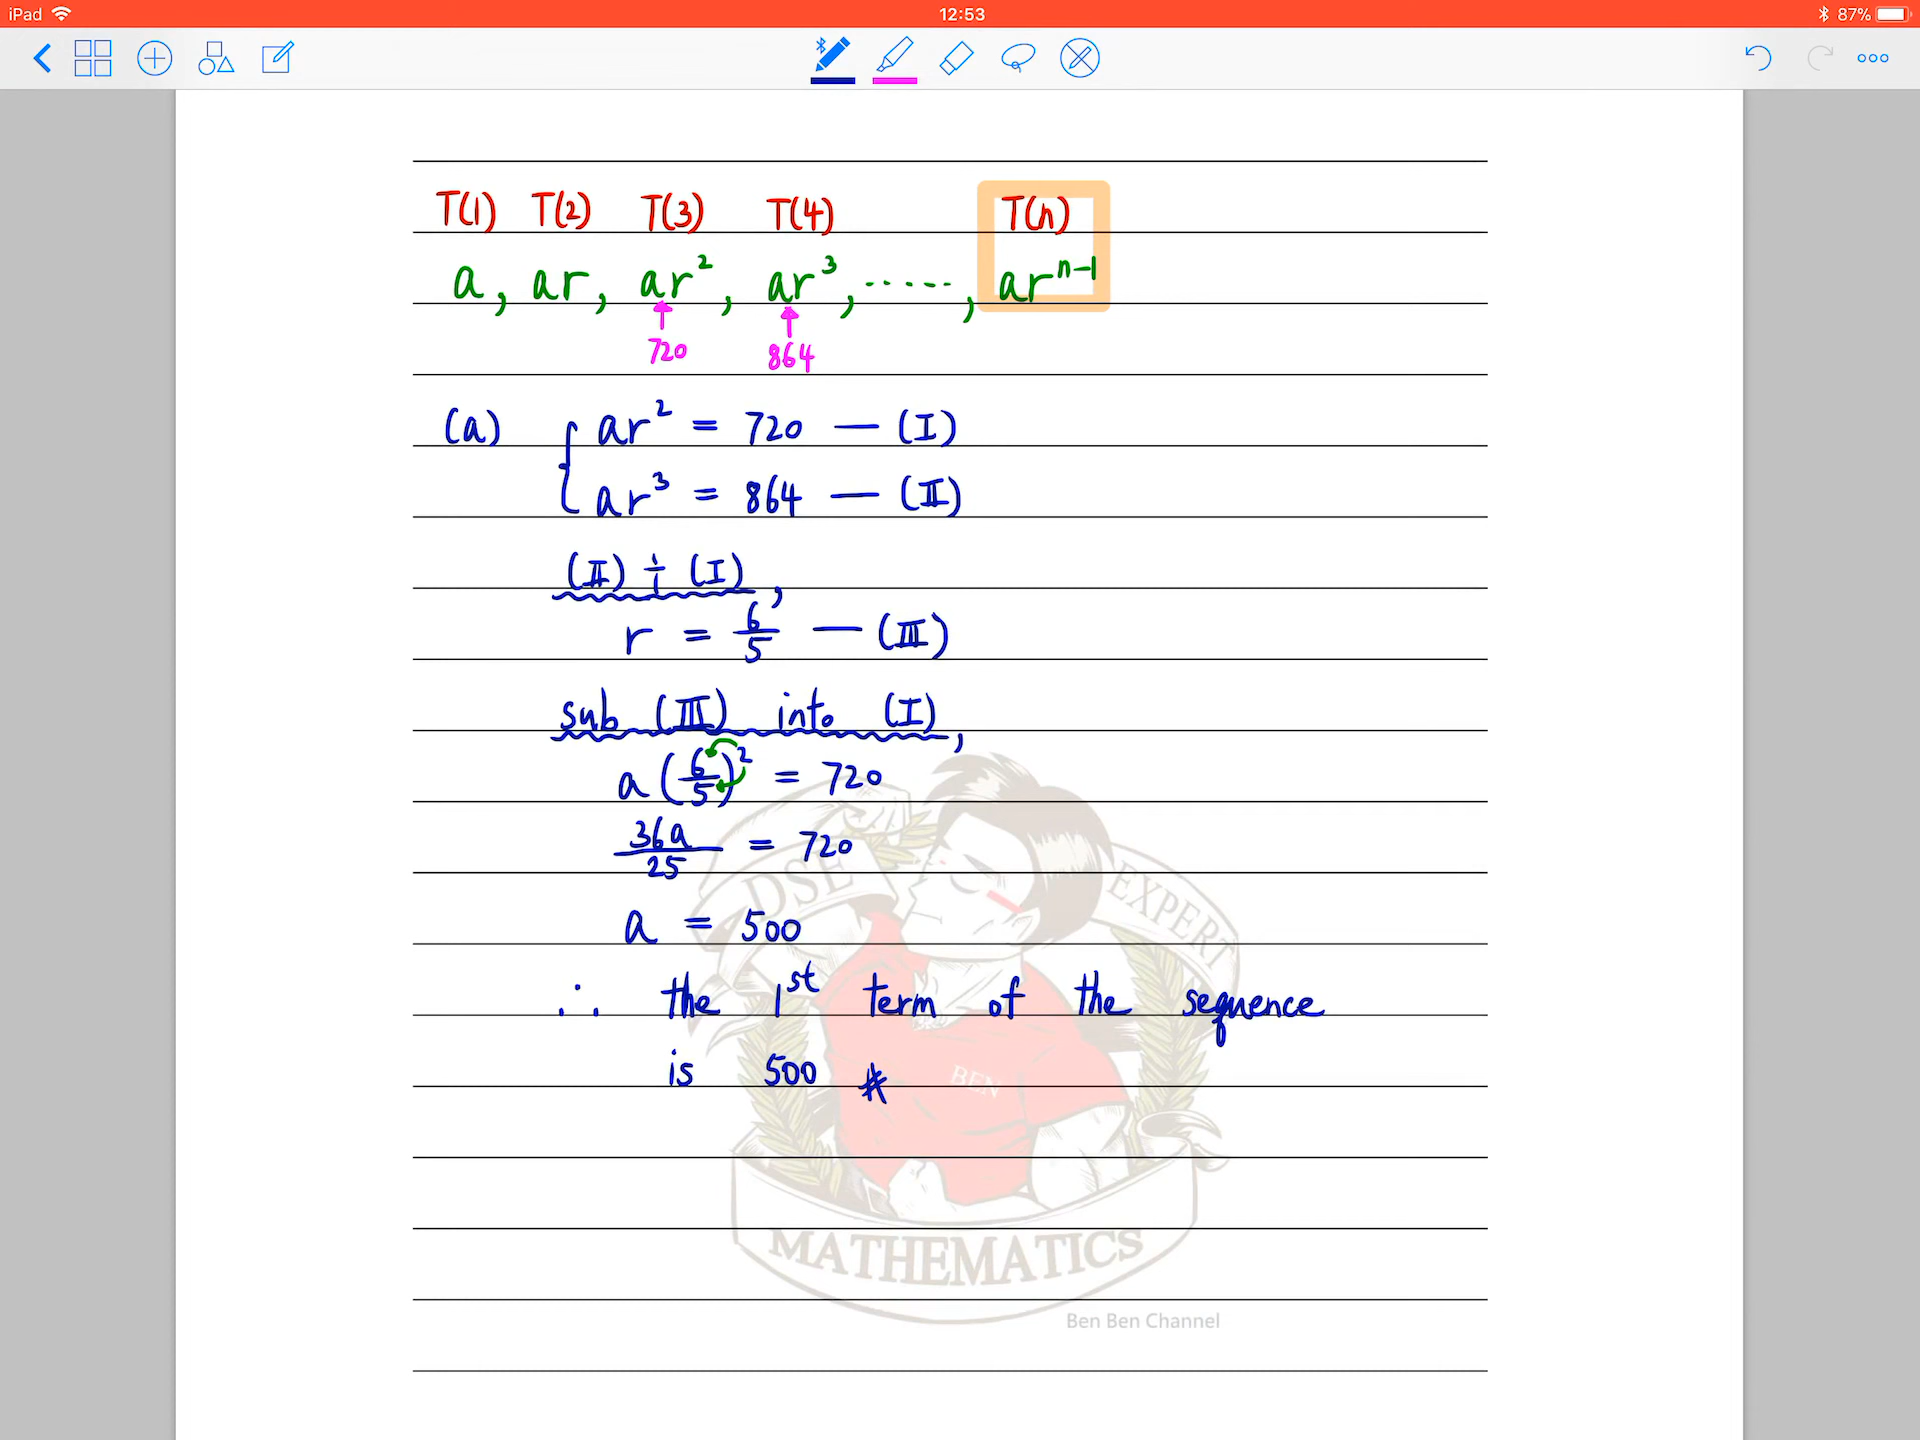 iPad 12:53 87%
T(1) T(2) T(3) T(4) T(n)
a, ar, ar², ar³, ······, arⁿ⁻¹
720 864
(a) { ar² = 720 — (I)
ar³ = 864 — (II)
(II) ÷ (I),
r = 6/5 — (III)
sub (III) into (I),
a (6/5)² = 720
36a/25 = 720
a = 500
∴ the 1ˢᵗ term of the sequence
is 500 #
DSE EXPERT
BEN
MATHEMATICS
Ben Ben Channel